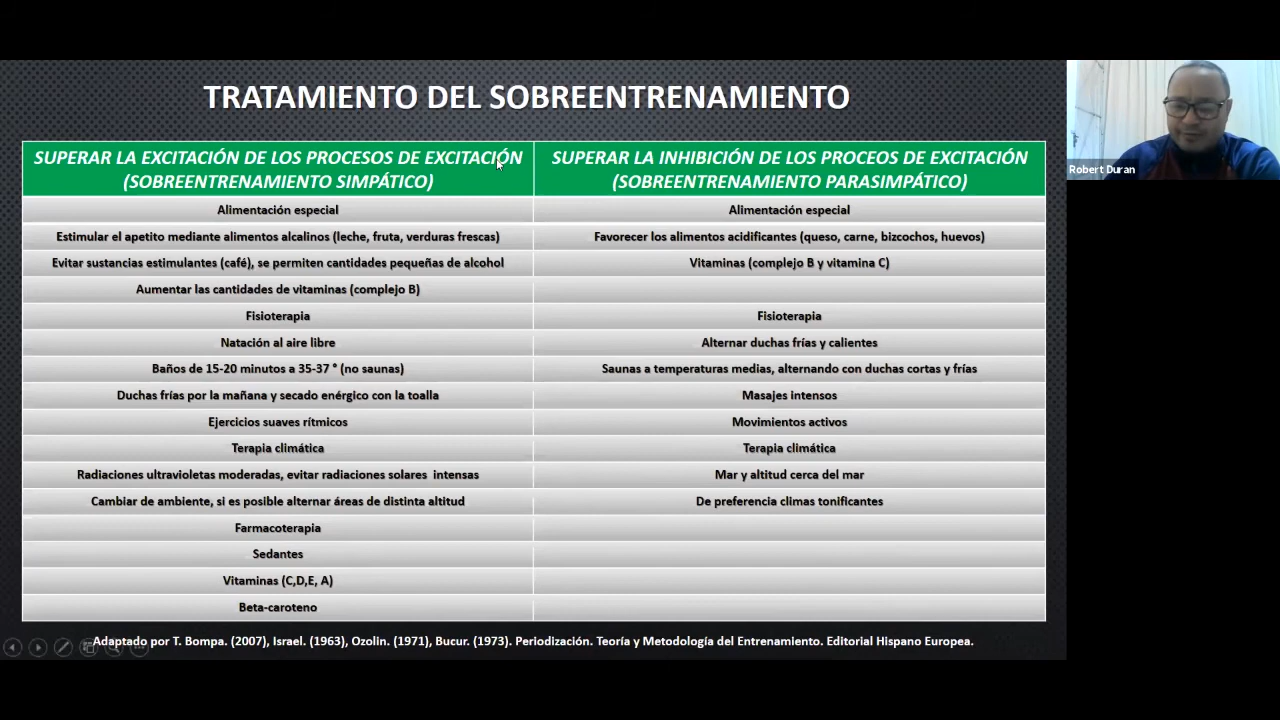 TRATAMIENTO DEL SOBREENTRENAMIENTO
SUPERAR LA EXCITACIÓN DE LOS PROCESOS DE EXCITACIÓN
(SOBREENTRENAMIENTO SIMPÁTICO)
SUPERAR LA INHIBICIÓN DE LOS PROCEOS DE EXCITACIÓN
(SOBREENTRENAMIENTO PARASIMPÁTICO)
Alimentación especial
Alimentación especial
Estimular el apetito mediante alimentos alcalinos (leche, fruta, verduras frescas)
Favorecer los alimentos acidificantes (queso, carne, bizcochos, huevos)
Evitar sustancias estimulantes (café), se permiten cantidades pequeñas de alcohol
Vitaminas (complejo B y vitamina C)
Aumentar las cantidades de vitaminas (complejo B)
Fisioterapia
Fisioterapia
Natación al aire libre
Alternar duchas frías y calientes
Baños de 15-20 minutos a 35-37 ° (no saunas)
Saunas a temperaturas medias, alternando con duchas cortas y frías
Duchas frías por la mañana y secado enérgico con la toalla
Masajes intensos
Ejercicios suaves rítmicos
Movimientos activos
Terapia climática
Terapia climática
Radiaciones ultravioletas moderadas, evitar radiaciones solares intensas
Mar y altitud cerca del mar
Cambiar de ambiente, si es posible alternar áreas de distinta altitud
De preferencia climas tonificantes
Farmacoterapia
Sedantes
Vitaminas (C,D,E, A)
Beta-caroteno
Adaptado por T. Bompa. (2007), Israel. (1963), Ozolin. (1971), Bucur. (1973). Periodización. Teoría y Metodología del Entrenamiento. Editorial Hispano Europea.
Robert Duran